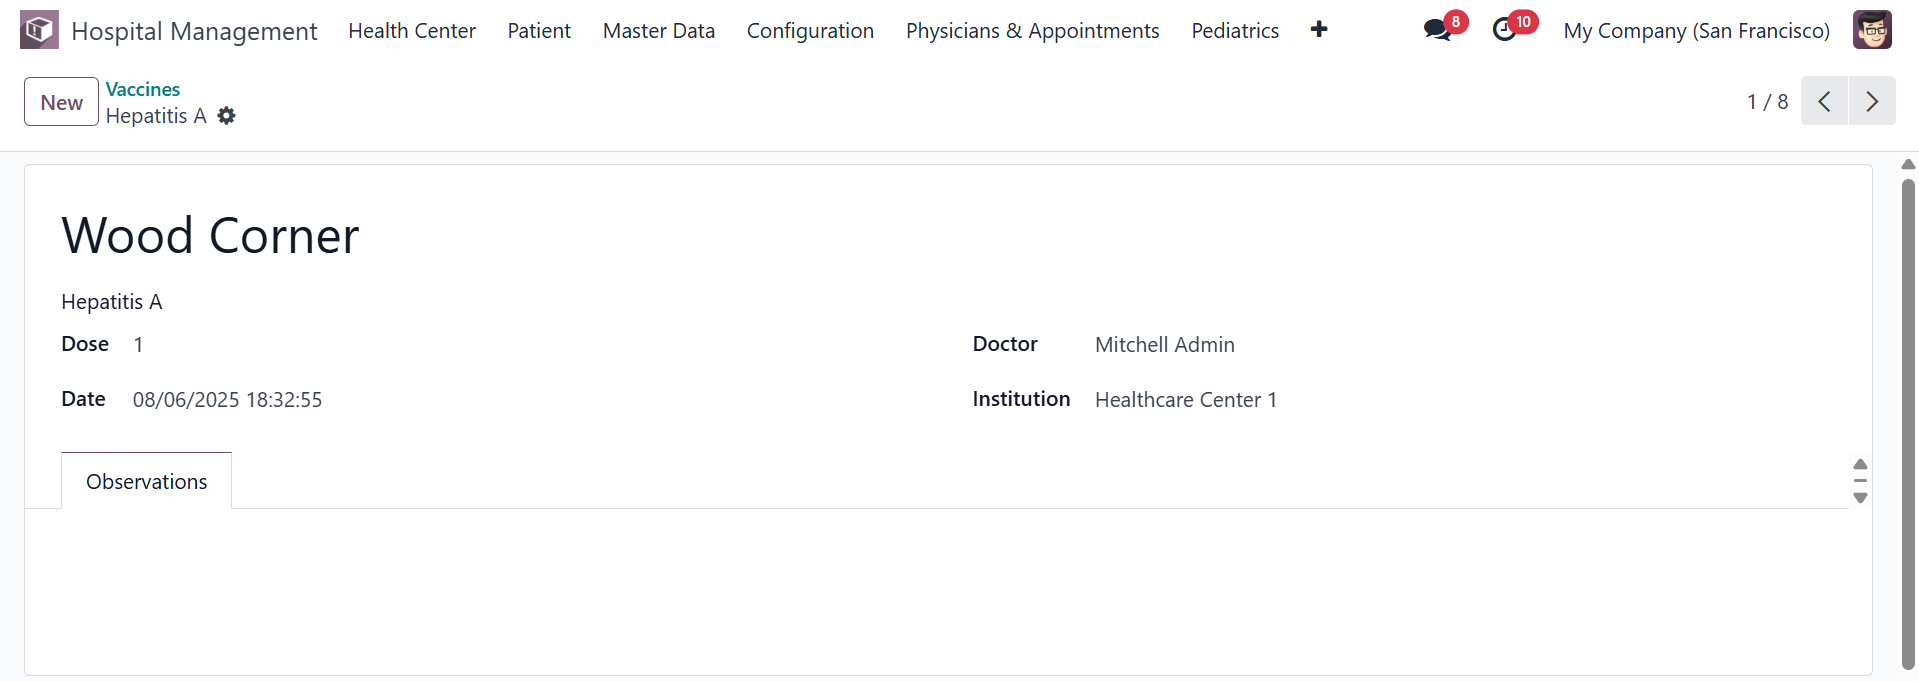 Hospital Management Health Center Patient Master Data Configuration Physicians & Appointments Pediatrics 8 10 My Company (San Francisco)
New
Vaccines
Hepatitis A
1 / 8
Wood Corner
Hepatitis A
Dose 1 Doctor Mitchell Admin
Date 08/06/2025 18:32:55 Institution Healthcare Center 1
Observations